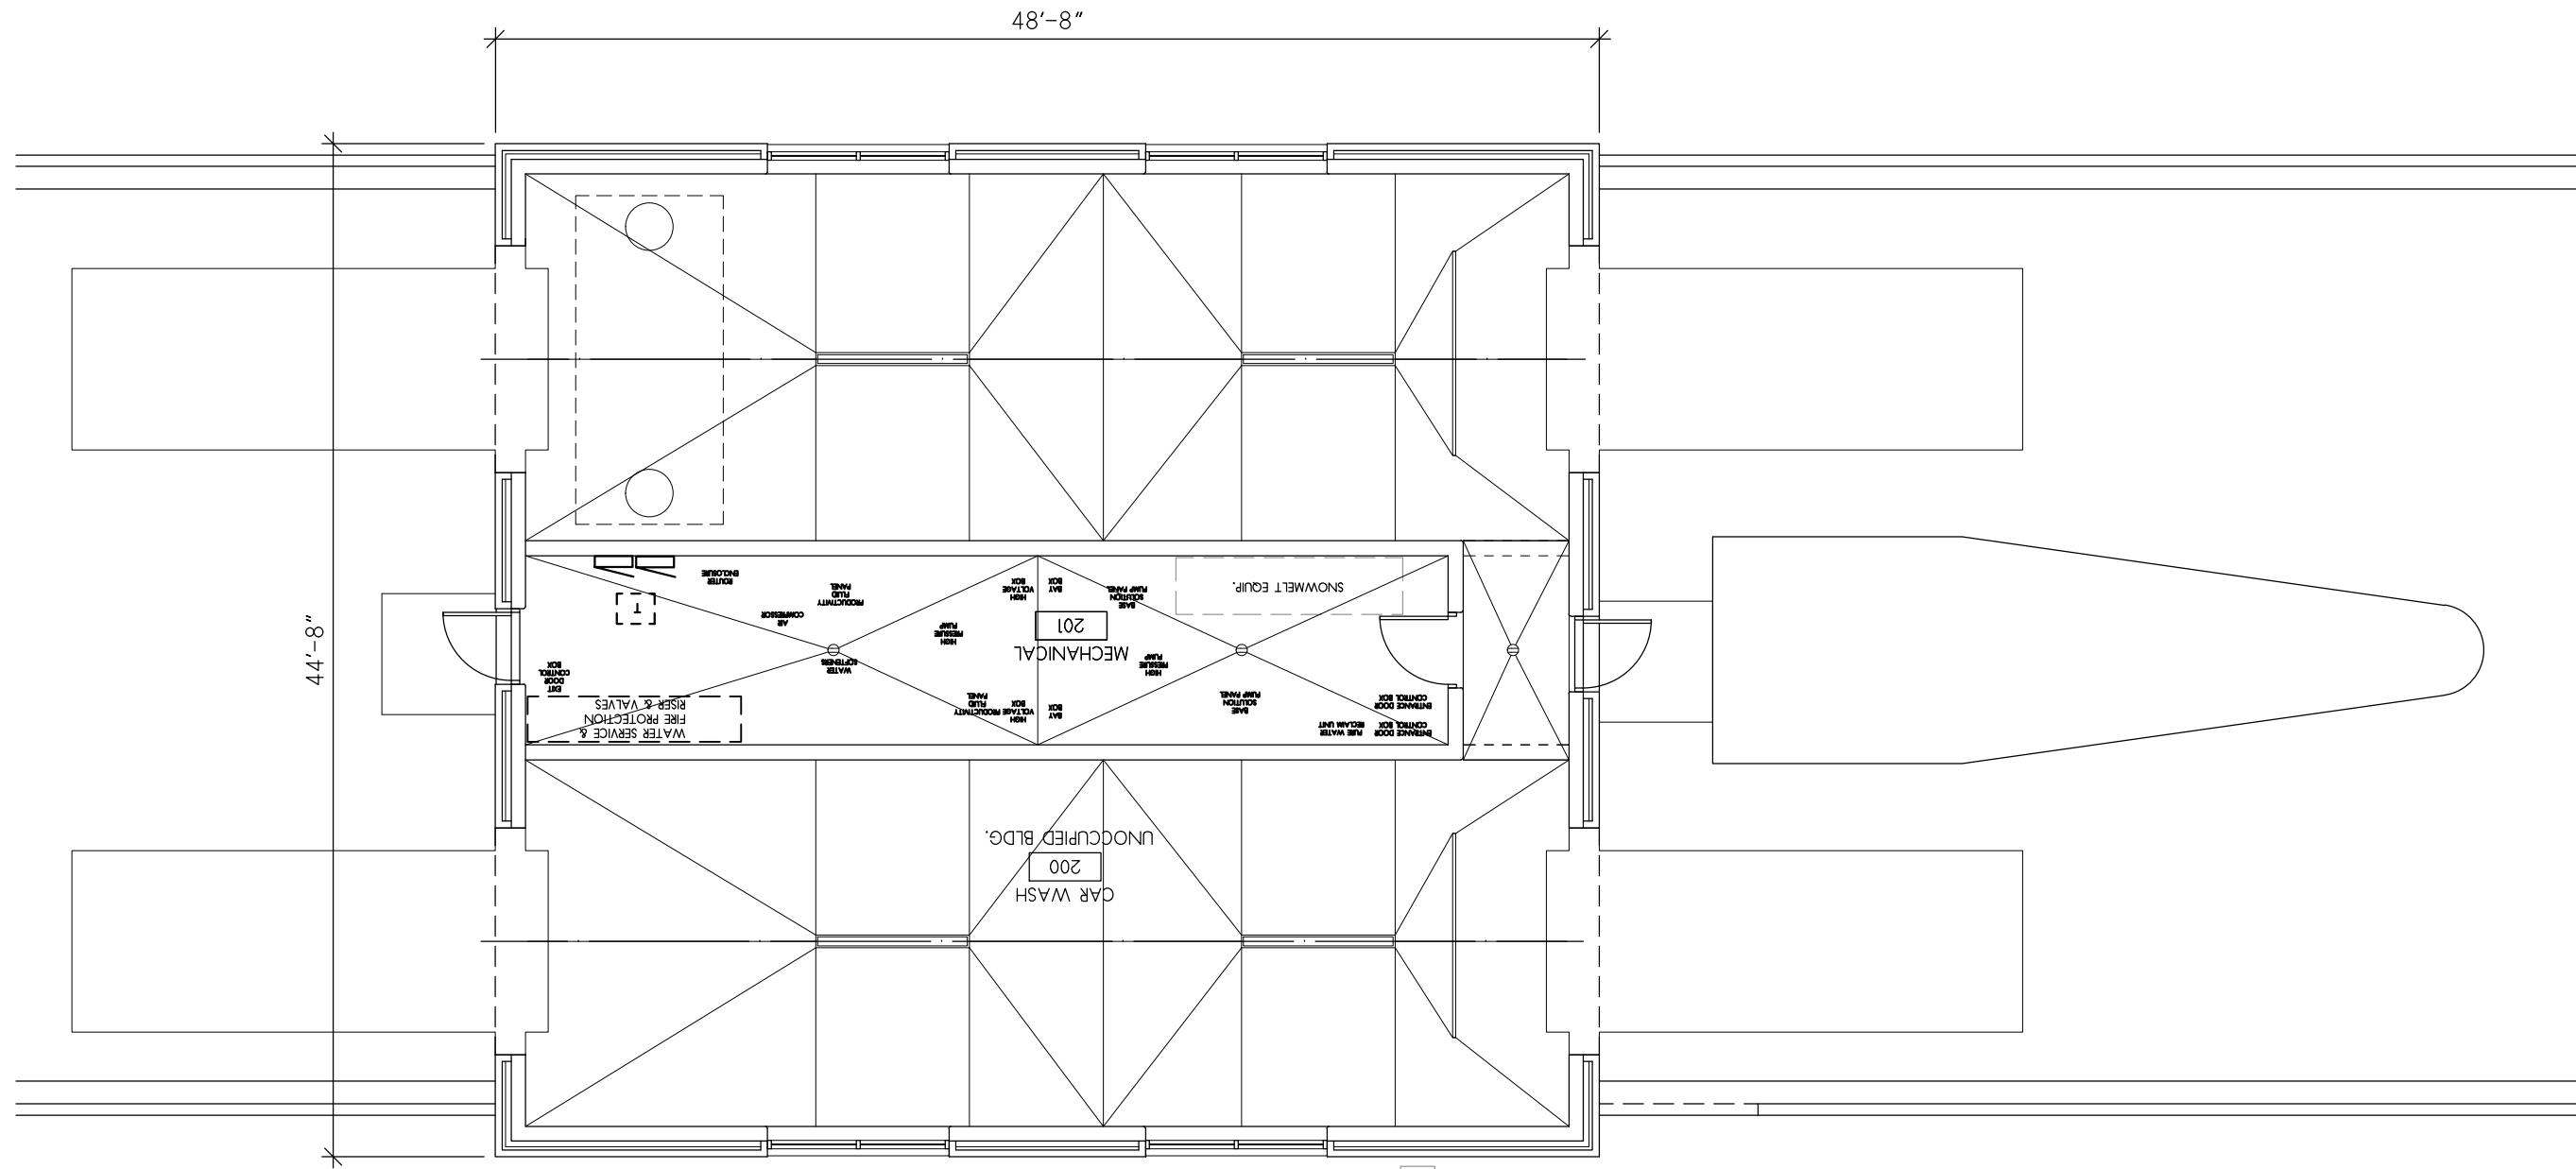 48'-8"
44'-8"
ROUTER
ENCLOSURE
T
AIR
COMPRESSOR
PRODUCTIVITY
FLUID
PANEL
HIGH
VOLTAGE
BOX
BAY
BOX
BASE
SOLUTION
PUMP PANEL
SNOWMELT EQUIP.
HIGH
PRESSURE
PUMP
MECHANICAL
201
WATER
SOFTENERS
HIGH
PRESSURE
PUMP
EXIT
DOOR
CONTROL
BOX
WATER SERVICE &
FIRE PROTECTION
RISER & VALVES
PRODUCTIVITY
FLUID
PANEL
HIGH
VOLTAGE
BOX
BAY
BOX
BASE
SOLUTION
PUMP PANEL
PURE WATER
RECLAIM UNIT
ENTRANCE DOOR
CONTROL BOX
ENTRANCE DOOR
CONTROL BOX
CAR WASH
200
UNOCCUPIED BLDG.